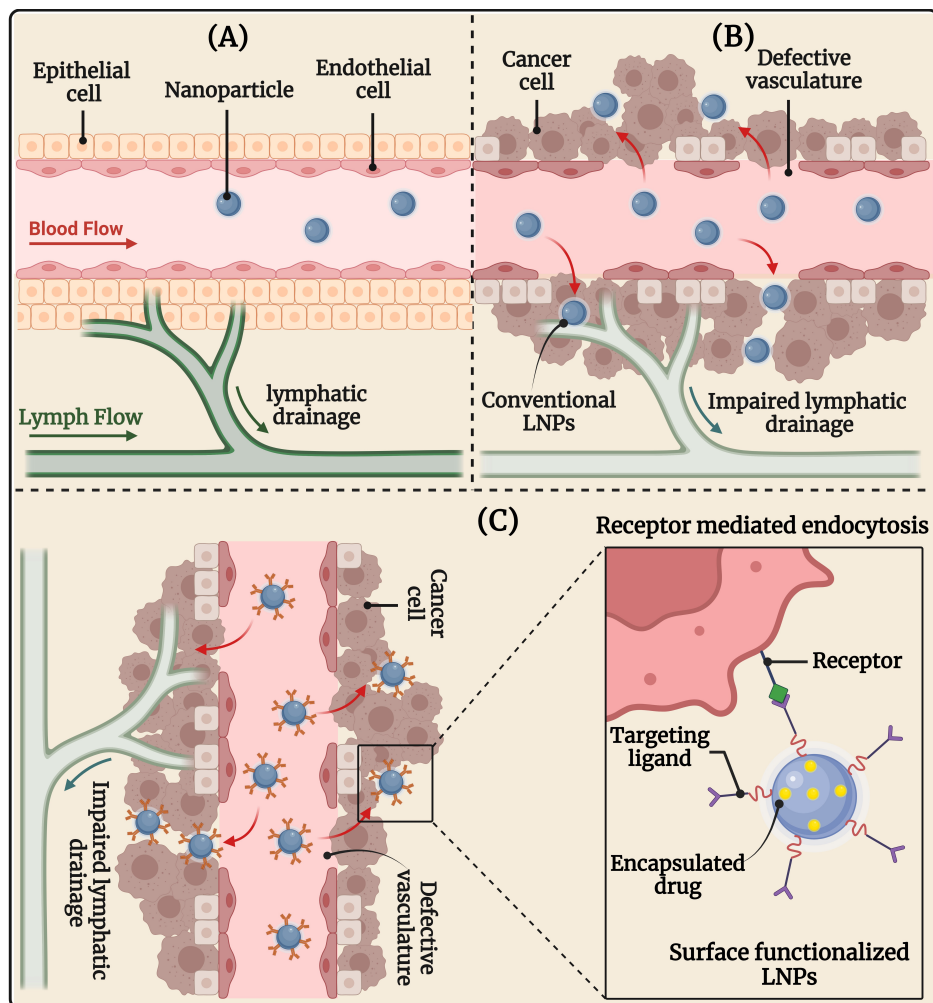 (A)
Epithelial
cell
Nanoparticle
Endothelial
cell
Blood Flow
Lymph Flow
lymphatic
drainage
(B)
Cancer
cell
Defective
vasculature
Conventional
LNPs
Impaired lymphatic
drainage
(C)
Cancer
cell
Impaired lymphatic
drainage
Defective
vasculature
Receptor mediated endocytosis
Receptor
Targeting
ligand
Encapsulated
drug
Surface functionalized
LNPs